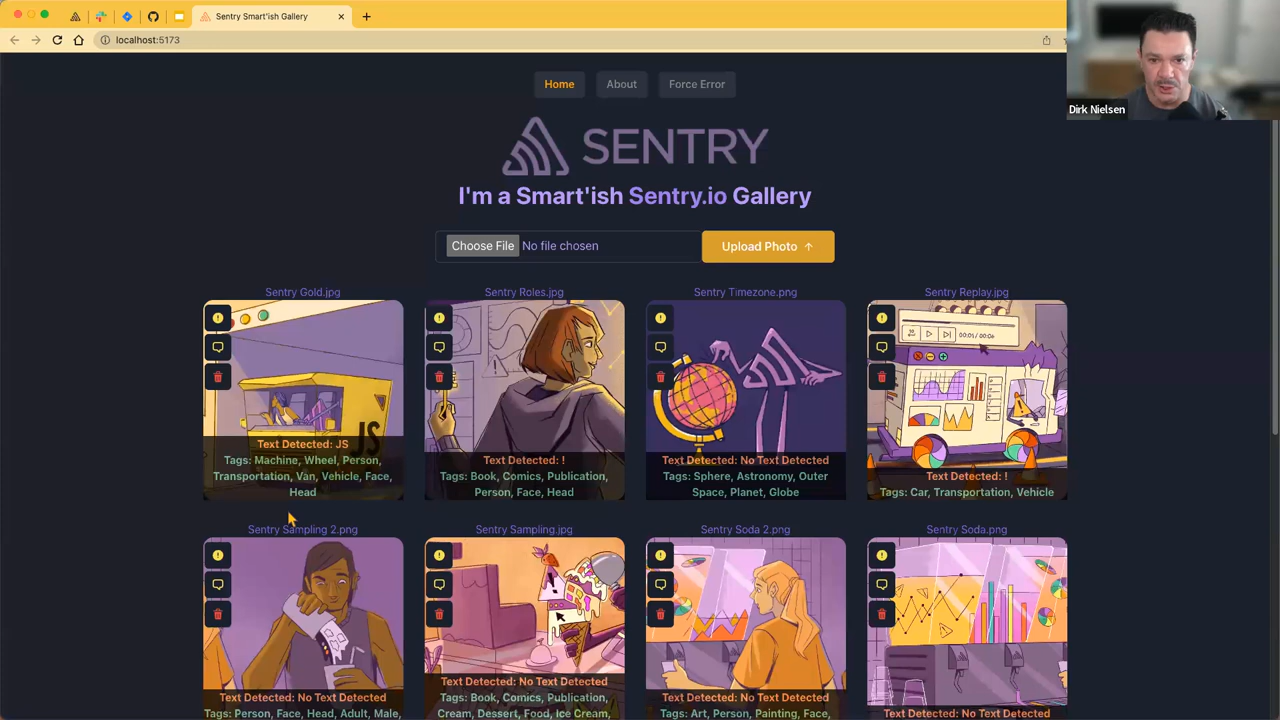 Sentry Smart'ish Gallery
localhost:5173
Home
About
Force Error
Dirk Nielsen
SENTRY
I'm a Smart'ish Sentry.io Gallery
Choose File No file chosen
Upload Photo ↑
Sentry Gold.jpg
JS
Text Detected: JS
Tags: Machine, Wheel, Person,
Transportation, Van, Vehicle, Face,
Head
Sentry Roles.jpg
Text Detected: !
Tags: Book, Comics, Publication,
Person, Face, Head
Sentry Timezone.png
Text Detected: No Text Detected
Tags: Sphere, Astronomy, Outer
Space, Planet, Globe
Sentry Replay.jpg
00:01 / 00:06
Text Detected: !
Tags: Car, Transportation, Vehicle
Sentry Sampling 2.png
Text Detected: No Text Detected
Tags: Person, Face, Head, Adult, Male,
Sentry Sampling.jpg
Text Detected: No Text Detected
Tags: Book, Comics, Publication,
Cream, Dessert, Food, Ice Cream,
Sentry Soda 2.png
Text Detected: No Text Detected
Tags: Art, Person, Painting, Face,
Sentry Soda.png
Text Detected: No Text Detected